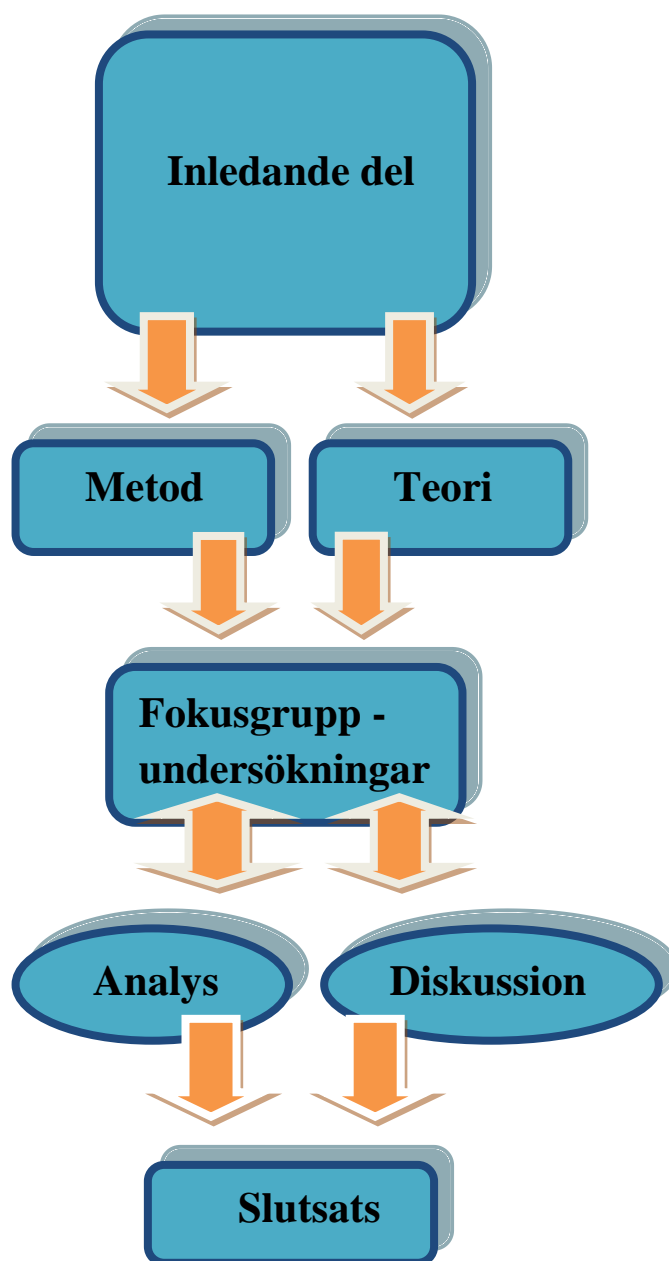 Inledande del
Metod
Teori
Fokusgrupp -
undersökningar
Analys
Diskussion
Slutsats